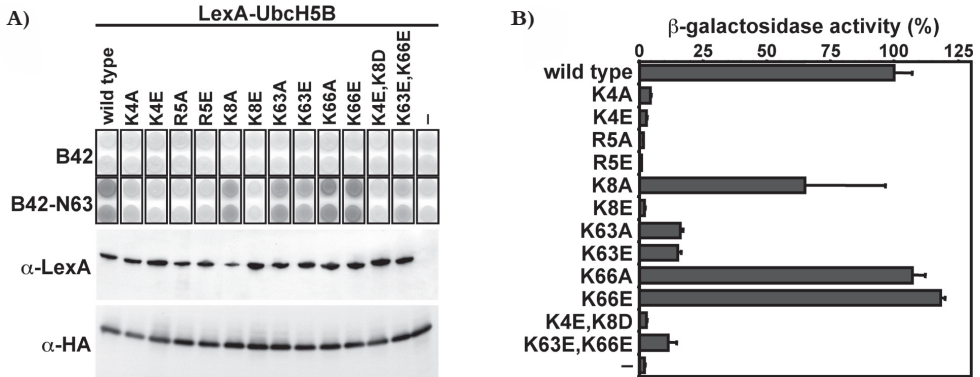 A)
LexA-UbcH5B
wild type
K4A
K4E
R5A
R5E
K8A
K8E
K63A
K63E
K66A
K66E
K4E,K8D
K63E,K66E
–
B42
B42-N63
α-LexA
α-HA
B)
β-galactosidase activity (%)
0 25 50 75 100 125
wild type
K4A
K4E
R5A
R5E
K8A
K8E
K63A
K63E
K66A
K66E
K4E,K8D
K63E,K66E
–